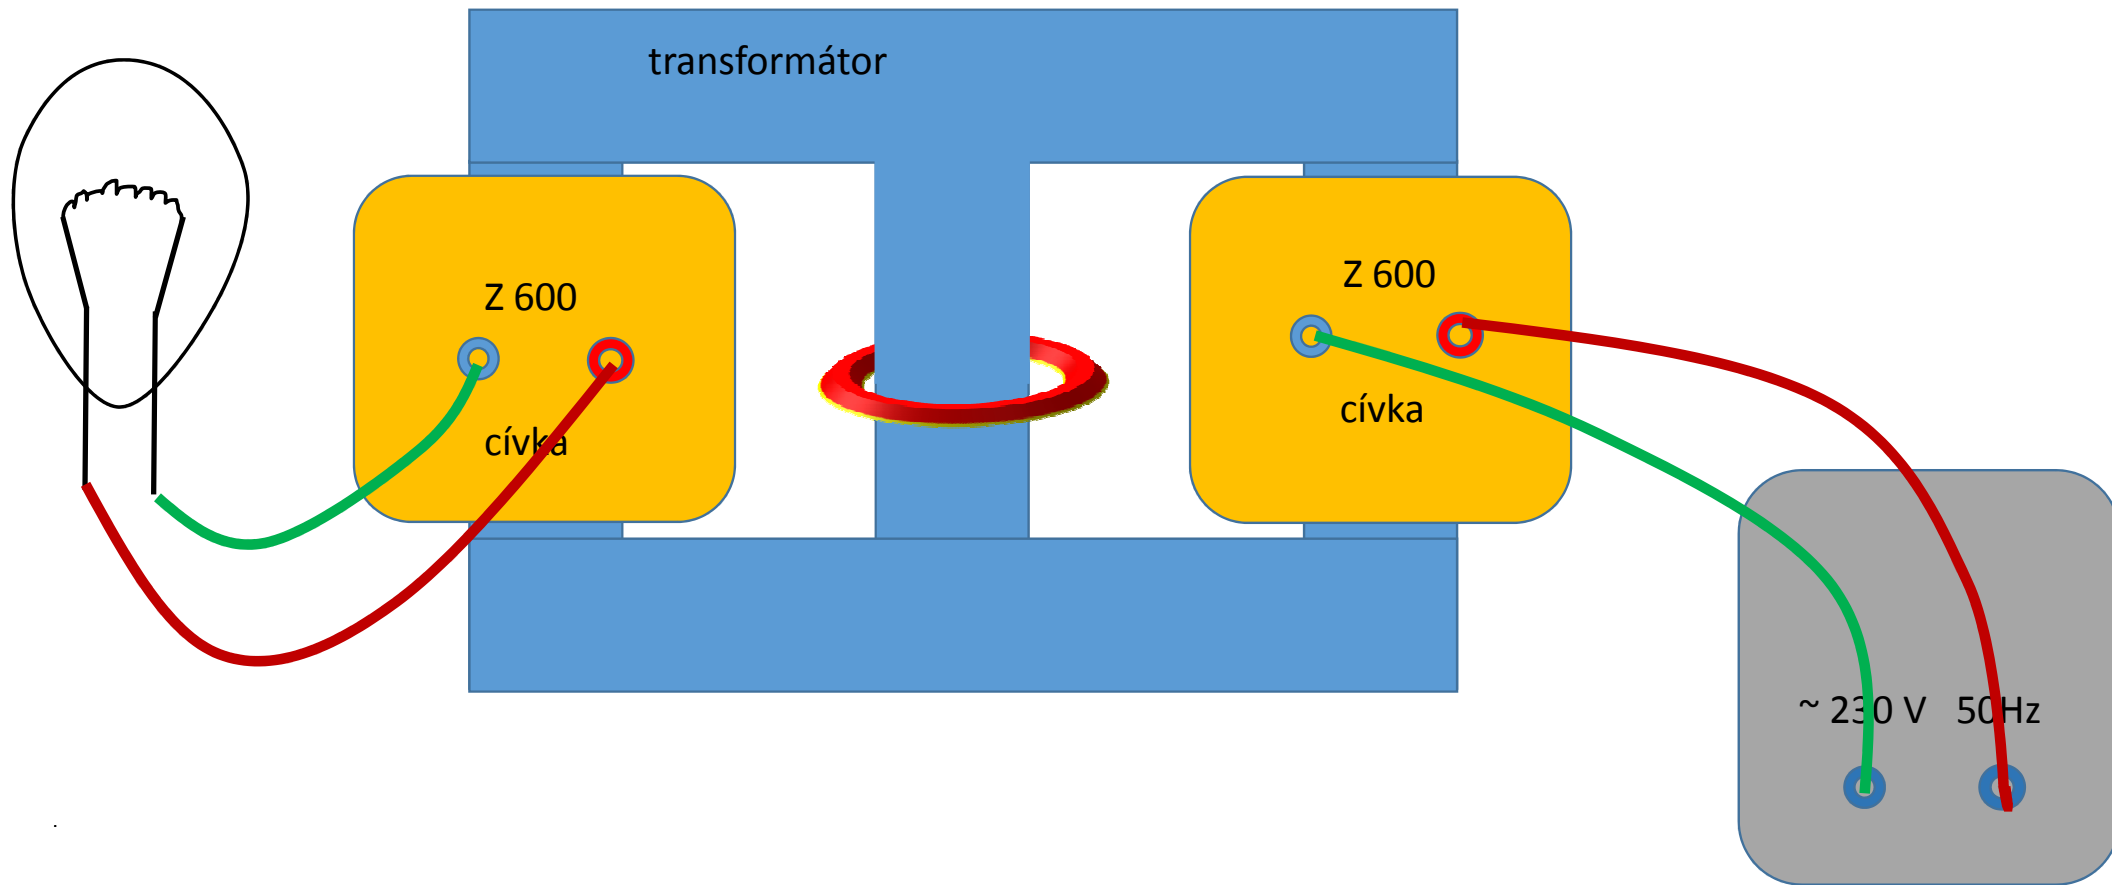 transformátor
Z 600
cívka
Z 600
cívka
~ 230 V 50Hz